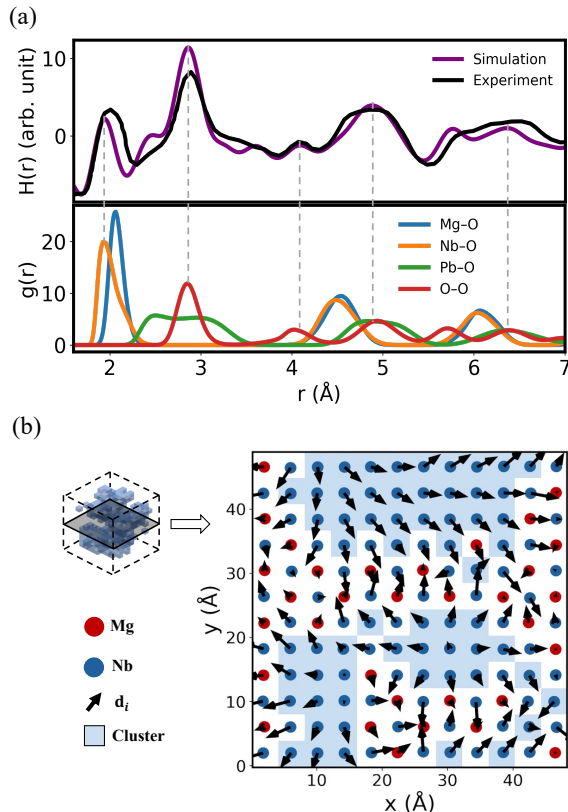 (a)
H(r) (arb. unit)
10
0
Simulation
Experiment
g(r)
20
10
0
Mg–O
Nb–O
Pb–O
O–O
2 3 4 5 6 7
r (Å)
(b)
Mg
Nb
d_i
Cluster
y (Å)
40
30
20
10
0
10 20 30 40
x (Å)